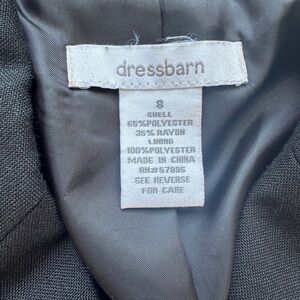 dressbarn
8
SHELL
65%POLYESTER
35% RAYON
LINING
100%POLYESTER
MADE IN CHINA
RN#57895
SEE REVERSE
FOR CARE